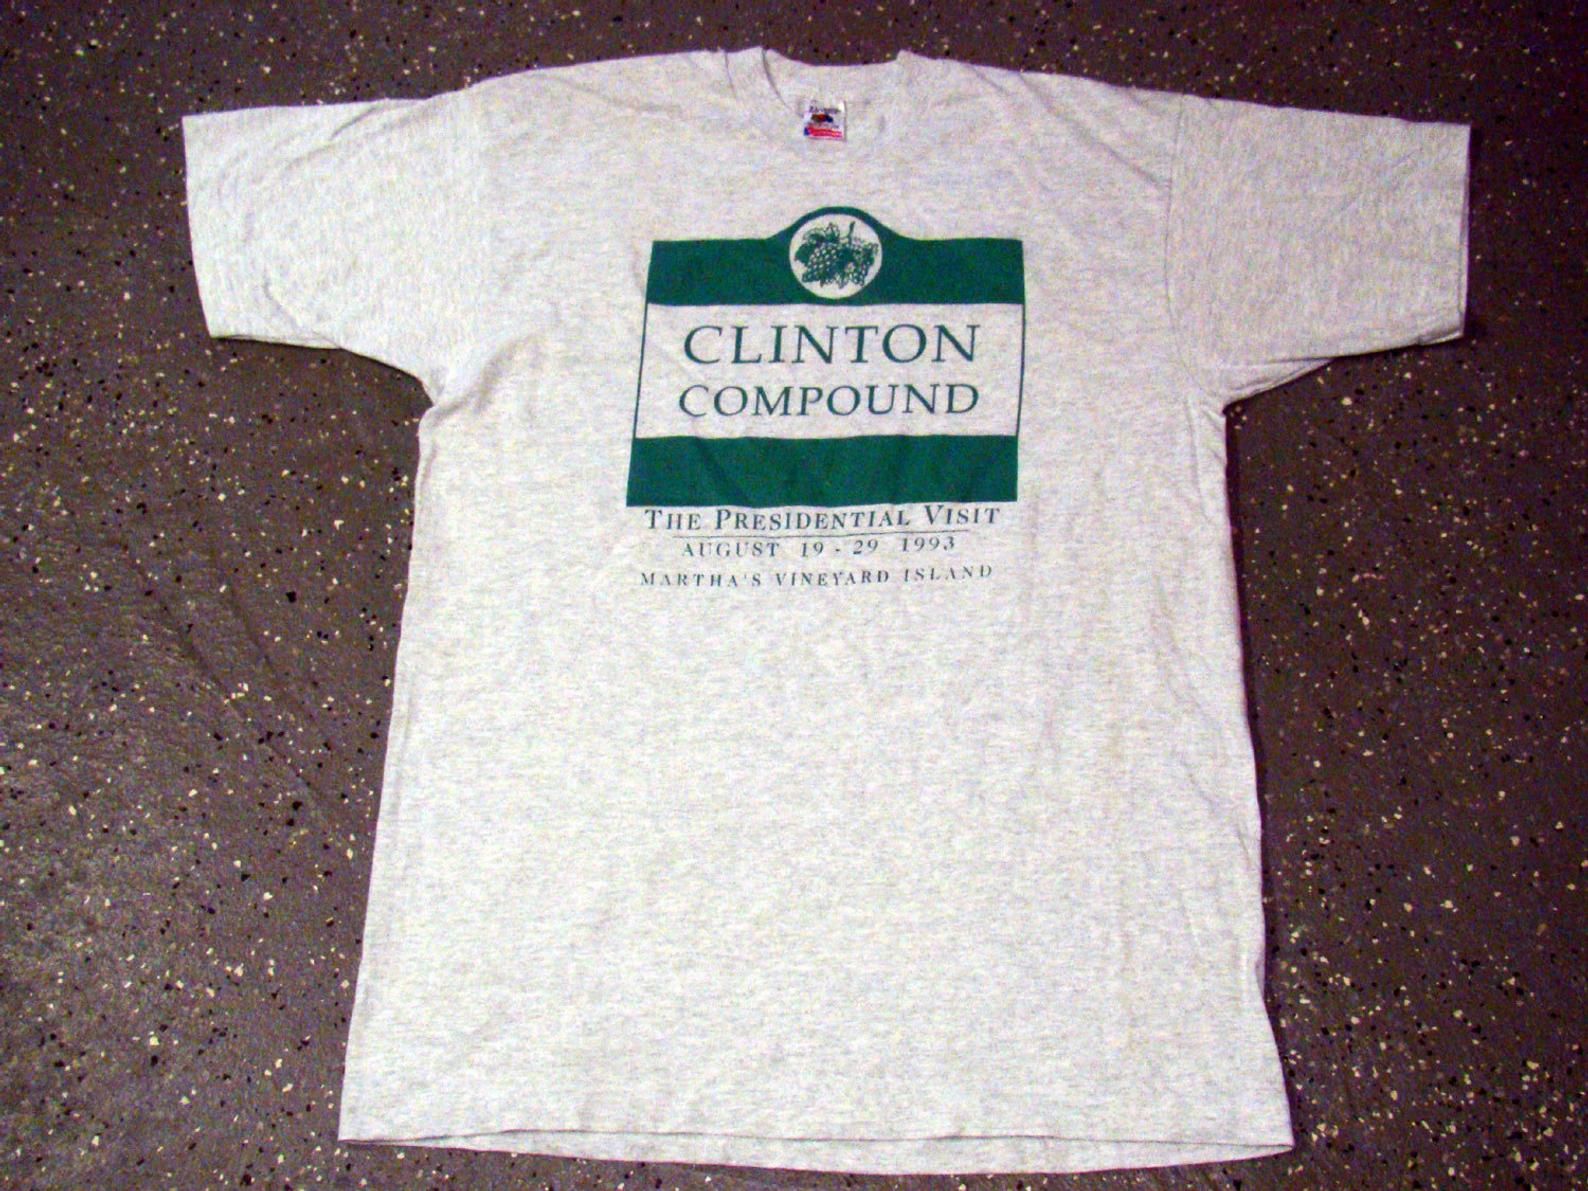 CLINTON
COMPOUND
THE PRESIDENTIAL VISIT
AUGUST 19 - 29 1993
MARTHA'S VINEYARD ISLAND